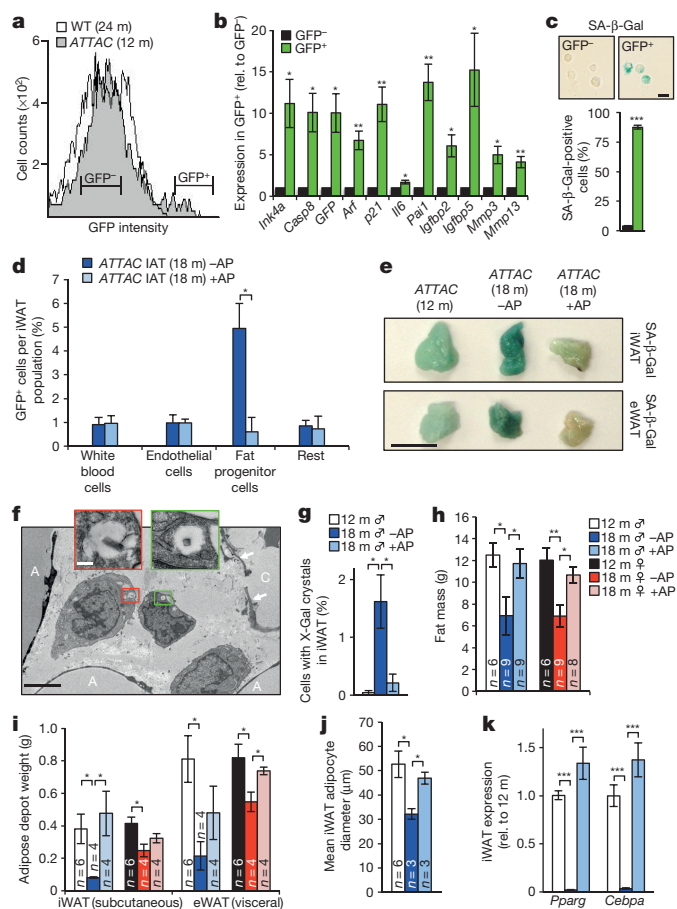 a
WT (24 m)
ATTAC (12 m)
Cell counts (×10²)
6
4
2
GFP⁻
GFP⁺
GFP intensity
b
GFP⁻
GFP⁺
Expression in GFP⁺ (rel. to GFP⁻)
20
15
10
5
0
* * * ** ** * ** * * * **
Ink4a Casp8 GFP Arf p21 Il6 Pai1 Igfbp2 Igfbp5 Mmp3 Mmp13
c
SA-β-Gal
GFP⁻ GFP⁺
SA-β-Gal-positive cells (%)
100
75
50
25
0
***
d
ATTAC IAT (18 m) –AP
ATTAC IAT (18 m) +AP
GFP⁺ cells per iWAT population (%)
7
6
5
4
3
2
1
0
*
White blood cells
Endothelial cells
Fat progenitor cells
Rest
e
ATTAC (12 m)
ATTAC (18 m) –AP
ATTAC (18 m) +AP
SA-β-Gal iWAT
SA-β-Gal eWAT
f
A
C
A
A
g
12 m ♂
18 m ♂ –AP
18 m ♂ +AP
Cells with X-Gal crystals in iWAT (%)
2
1
0
* *
h
12 m ♂
18 m ♂ –AP
18 m ♂ +AP
12 m ♀
18 m ♀ –AP
18 m ♀ +AP
Fat mass (g)
16
14
12
10
8
6
4
2
0
* * ** *
n = 6 n = 9 n = 9 n = 6 n = 9 n = 8
i
Adipose depot weight (g)
1.0
0.8
0.6
0.4
0.2
0
* * * * * *
n = 6 n = 4 n = 4 n = 6 n = 4 n = 4 n = 6 n = 4 n = 4 n = 6 n = 4 n = 4
iWAT (subcutaneous) eWAT (visceral)
j
Mean iWAT adipocyte diameter (μm)
70
60
50
40
30
20
10
0
* *
n = 6 n = 3 n = 3
k
iWAT expression (rel. to 12 m)
2
1
0
*** *** *** ***
Pparg Cebpa